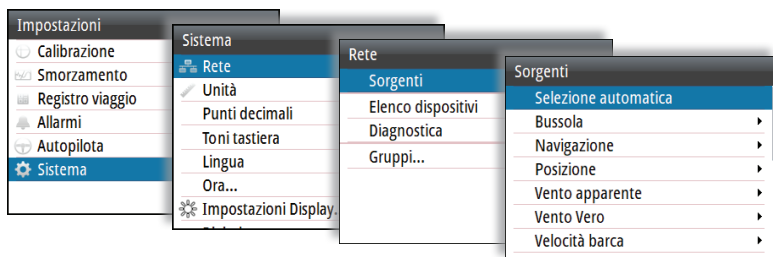 Impostazioni
Calibrazione
Smorzamento
Registro viaggio
Allarmi
Autopilota
Sistema
Sistema
Rete
Unità
Punti decimali
Toni tastiera
Lingua
Ora...
Impostazioni Display.
Rete
Sorgenti
Elenco dispositivi
Diagnostica
Gruppi...
Sorgenti
Selezione automatica
Bussola
Navigazione
Posizione
Vento apparente
Vento Vero
Velocità barca